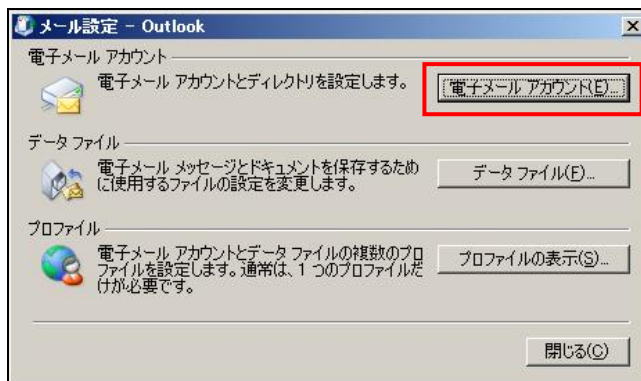 メール設定 - Outlook
電子メール アカウント
電子メール アカウントとディレクトリを設定します。
電子メール アカウント(E)...
データ ファイル
電子メール メッセージとドキュメントを保存するため
に使用するファイルの設定を変更します。
データ ファイル(F)...
プロファイル
電子メール アカウントとデータ ファイルの複数のプロ
ファイルを設定します。通常は、1 つのプロファイルだ
けが必要です。
プロファイルの表示(S)...
閉じる(C)